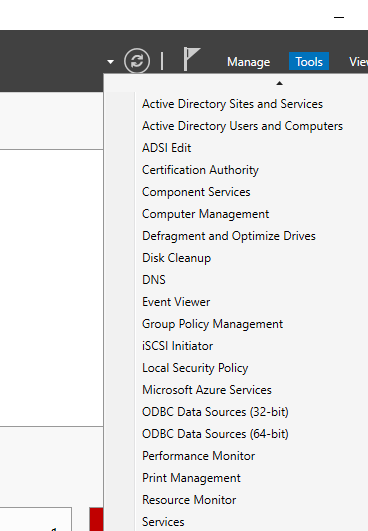 Manage Tools
Active Directory Sites and Services
Active Directory Users and Computers
ADSI Edit
Certification Authority
Component Services
Computer Management
Defragment and Optimize Drives
Disk Cleanup
DNS
Event Viewer
Group Policy Management
iSCSI Initiator
Local Security Policy
Microsoft Azure Services
ODBC Data Sources (32-bit)
ODBC Data Sources (64-bit)
Performance Monitor
Print Management
Resource Monitor
Services